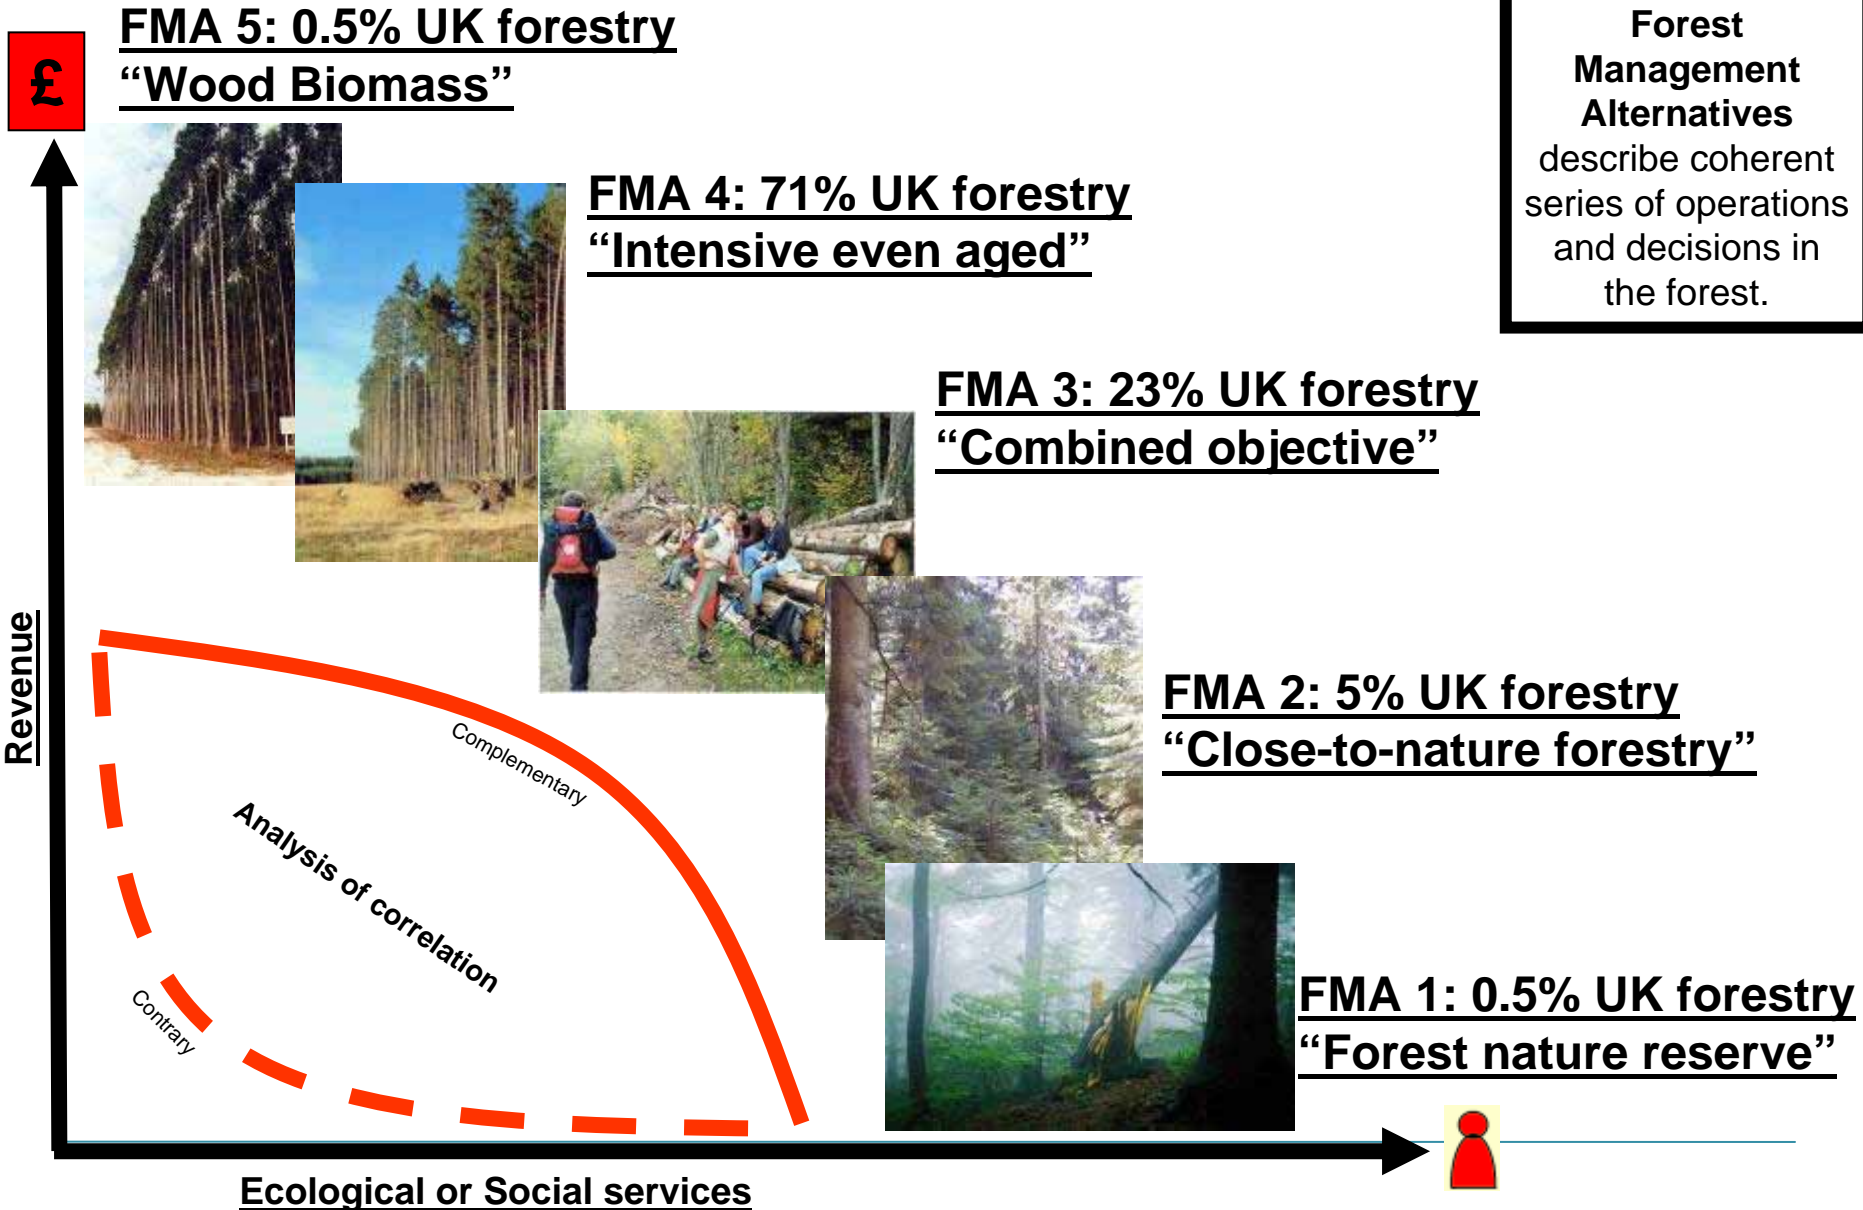 FMA 5: 0.5% UK forestry
“Wood Biomass”
£
Forest
Management
Alternatives
describe coherent
series of operations
and decisions in
the forest.
FMA 4: 71% UK forestry
“Intensive even aged”
FMA 3: 23% UK forestry
“Combined objective”
Revenue
FMA 2: 5% UK forestry
“Close-to-nature forestry”
Complementary
Analysis of correlation
Contrary
FMA 1: 0.5% UK forestry
“Forest nature reserve”
Ecological or Social services